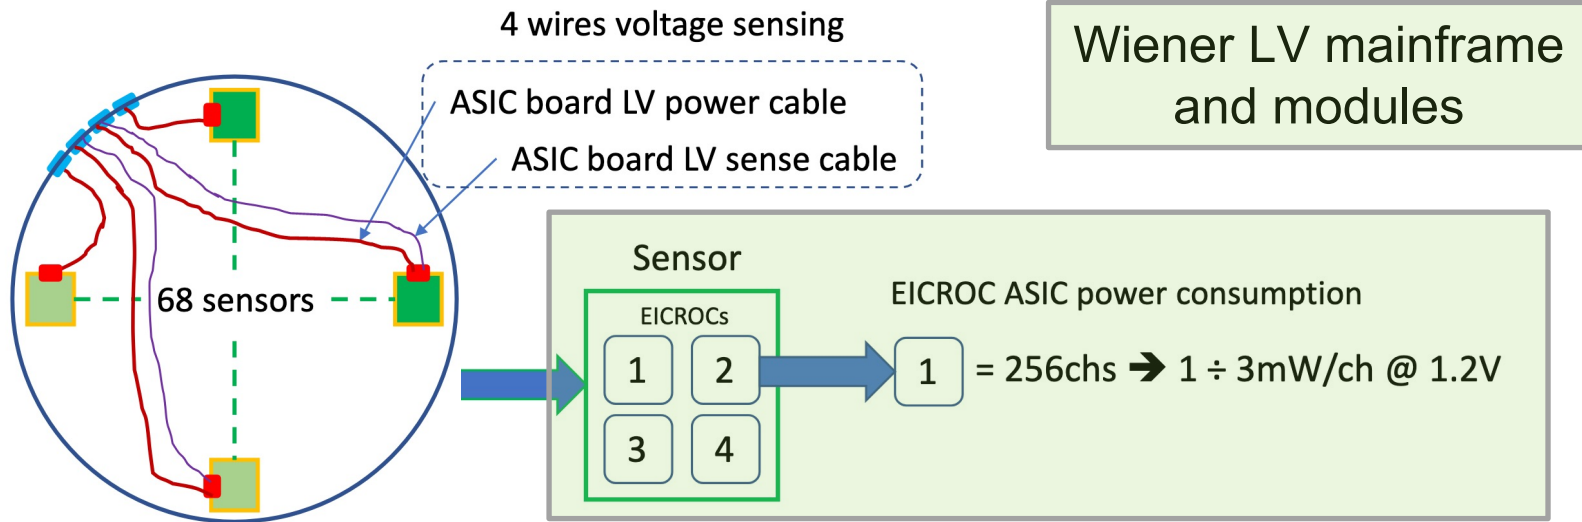 4 wires voltage sensing
ASIC board LV power cable
ASIC board LV sense cable
Wiener LV mainframe
and modules
68 sensors
Sensor
EICROCs
1 2
3 4
EICROC ASIC power consumption
1 = 256chs ➔ 1 ÷ 3mW/ch @ 1.2V